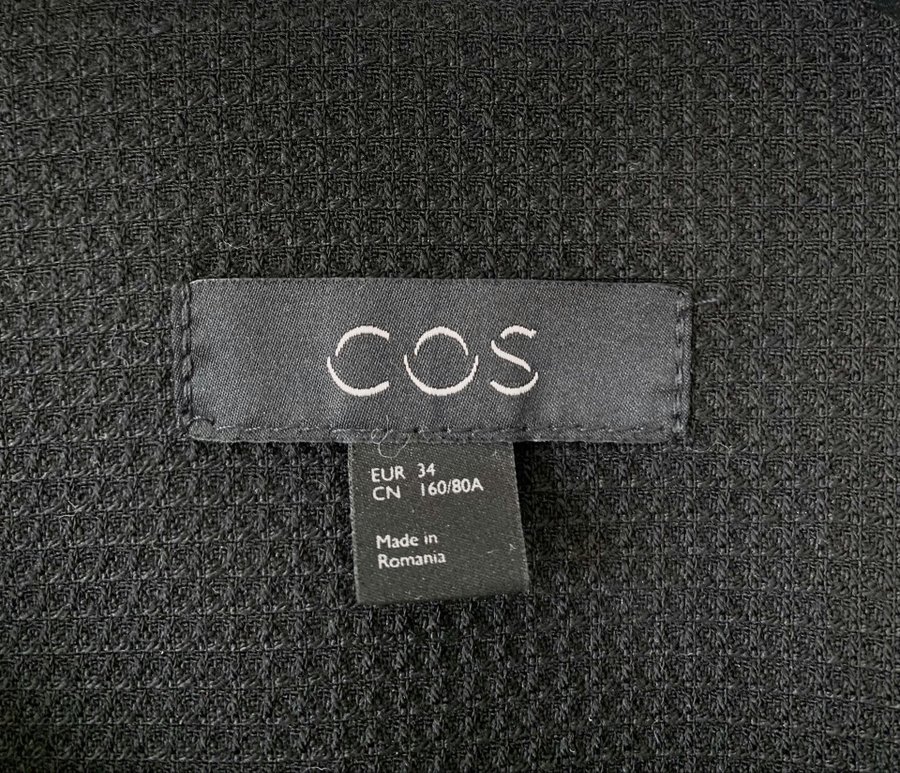 COS
EUR 34
CN 160/80A
Made in
Romania